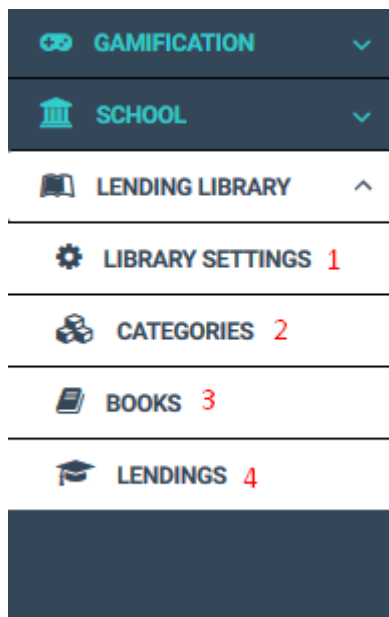 GAMIFICATION
SCHOOL
LENDING LIBRARY
LIBRARY SETTINGS 1
CATEGORIES 2
BOOKS 3
LENDINGS 4